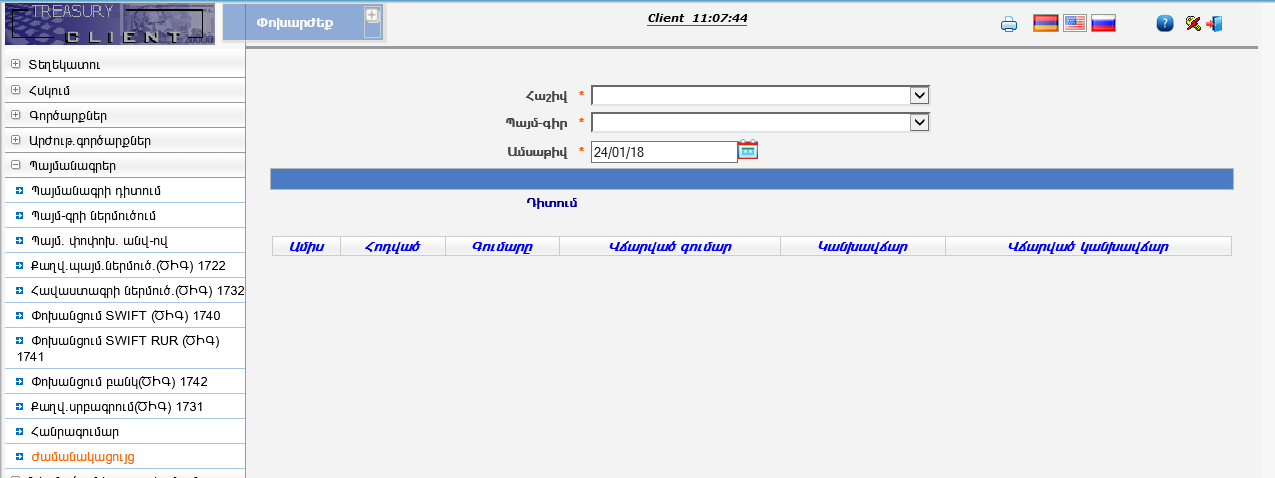 TREASURY
CLIENT
Փոխարժեք
Client 11:07:44
Տեղեկատու
Հսկում
Գործարքներ
Արժութ.գործարքներ
Պայմանագրեր
Պայմանագրի դիտում
Պայմ-գրի ներմուծում
Պայմ. փոփոխ. անվ-ով
Քաղվ.պայմ.ներմուծ.(ԾԻԳ) 1722
Հավաստագրի ներմուծ.(ԾԻԳ) 1732
Փոխանցում SWIFT (ԾԻԳ) 1740
Փոխանցում SWIFT RUR (ԾԻԳ)
1741
Փոխանցում բանկ(ԾԻԳ) 1742
Քաղվ.սրբագրում(ԾԻԳ) 1731
Հանրագումար
Ժամանակացույց
Հաշիվ *
Պայմ-գիր *
Ամսաթիվ * 24/01/18
Դիտում
Ամիս Հոդված Գումարը Վճարված գումար Կանխավճար Վճարված կանխավճար